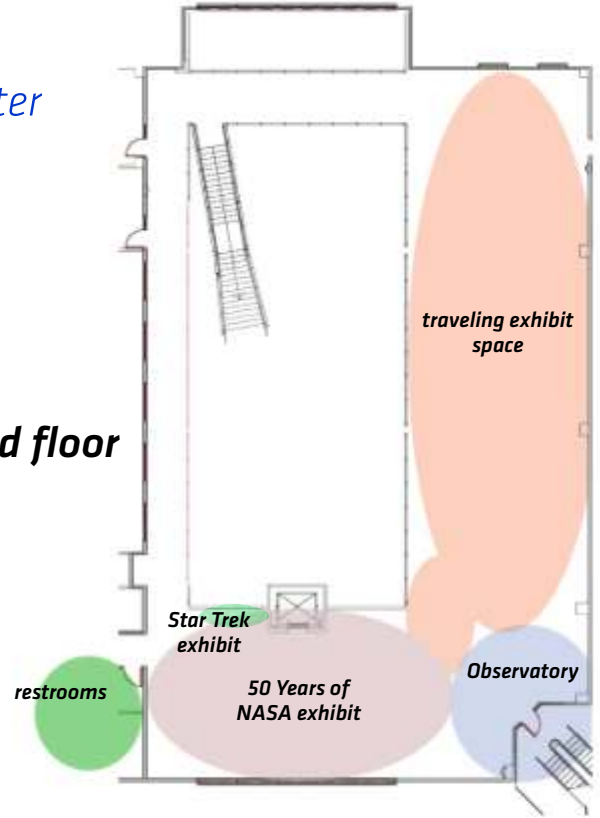 ter
d floor
traveling exhibit
space
Star Trek
exhibit
restrooms
50 Years of
NASA exhibit
Observatory